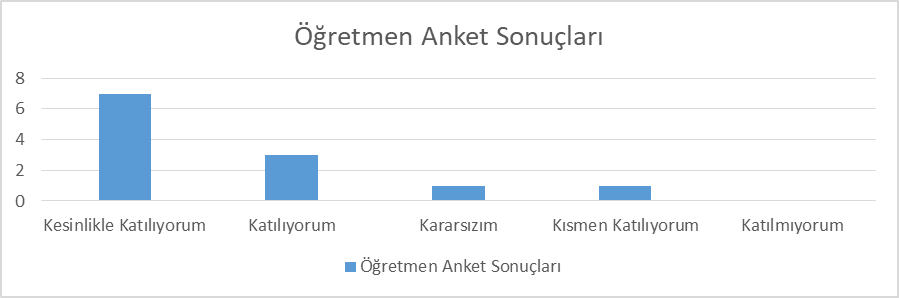 Öğretmen Anket Sonuçları
8
6
4
2
0
Kesinlikle Katılıyorum Katılıyorum Kararsızım Kısmen Katılıyorum Katılmıyorum
Öğretmen Anket Sonuçları